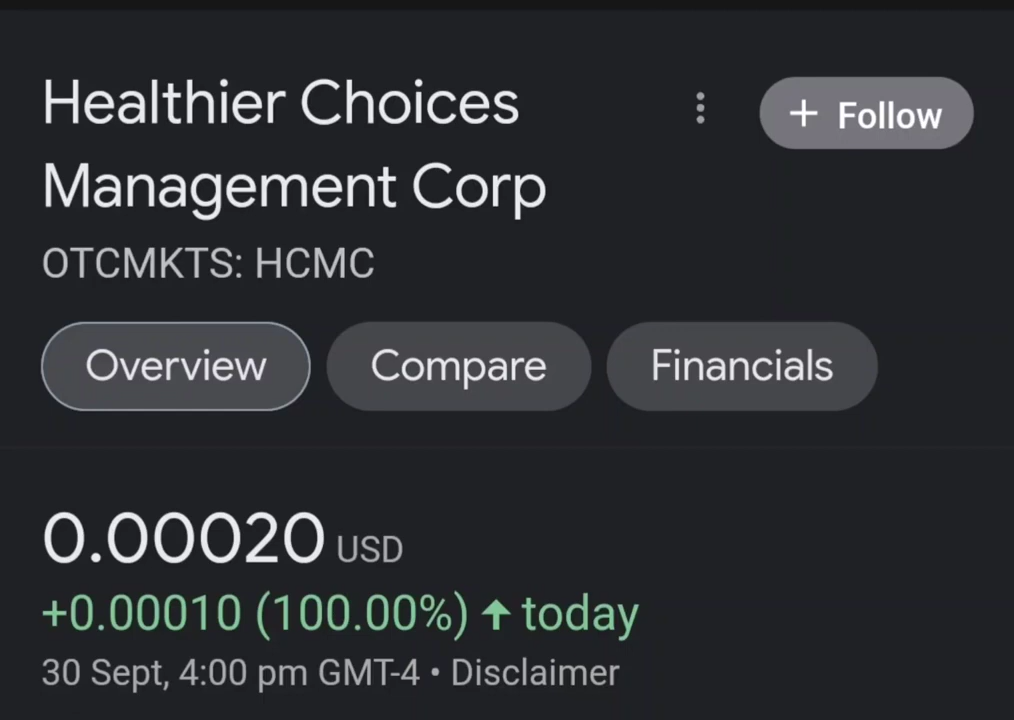 Healthier Choices
Management Corp
+ Follow
OTCMKTS: HCMC
Overview Compare Financials
0.00020 USD
+0.00010 (100.00%) ↑ today
30 Sept, 4:00 pm GMT-4 • Disclaimer